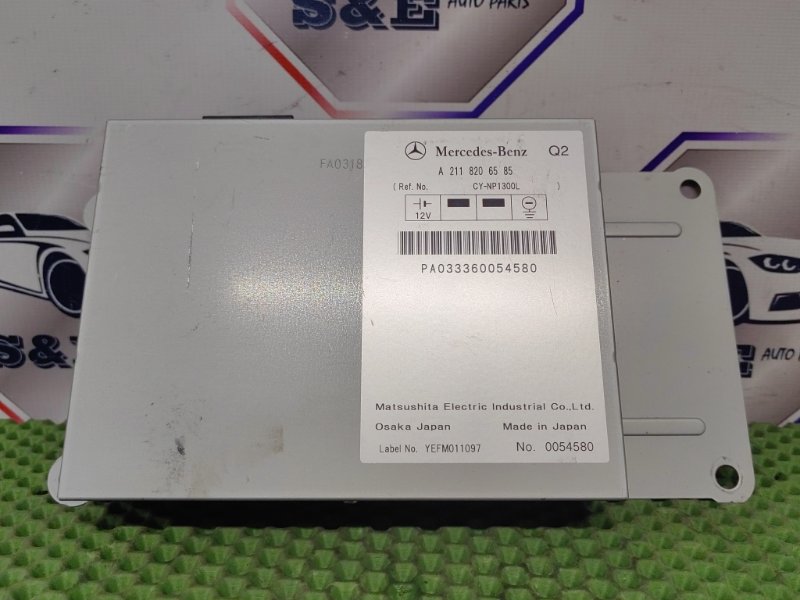 S&E AUTO PARTS
FA0318
Mercedes-Benz Q2
A 211 820 65 85
(Ref. No. CY-NP1300L )
12V
PA033360054580
Matsushita Electric Industrial Co.,Ltd.
Osaka Japan Made in Japan
Label No. YEFM011097 No. 0054580
S&E
S&E AUTO